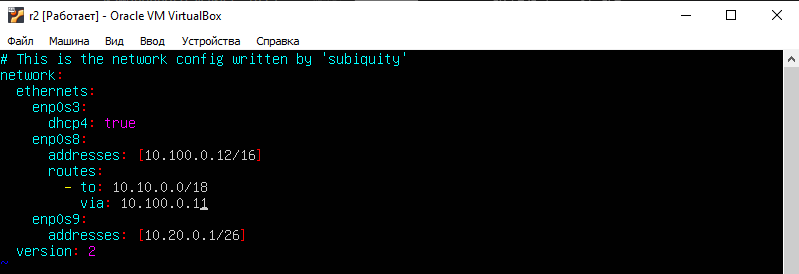 r2 [Работает] - Oracle VM VirtualBox
Файл Машина Вид Ввод Устройства Справка
# This is the network config written by 'subiquity'
network:
  ethernets:
    enp0s3:
      dhcp4: true
    enp0s8:
      addresses: [10.100.0.12/16]
      routes:
        - to: 10.10.0.0/18
          via: 10.100.0.11
    enp0s9:
      addresses: [10.20.0.1/26]
  version: 2
~